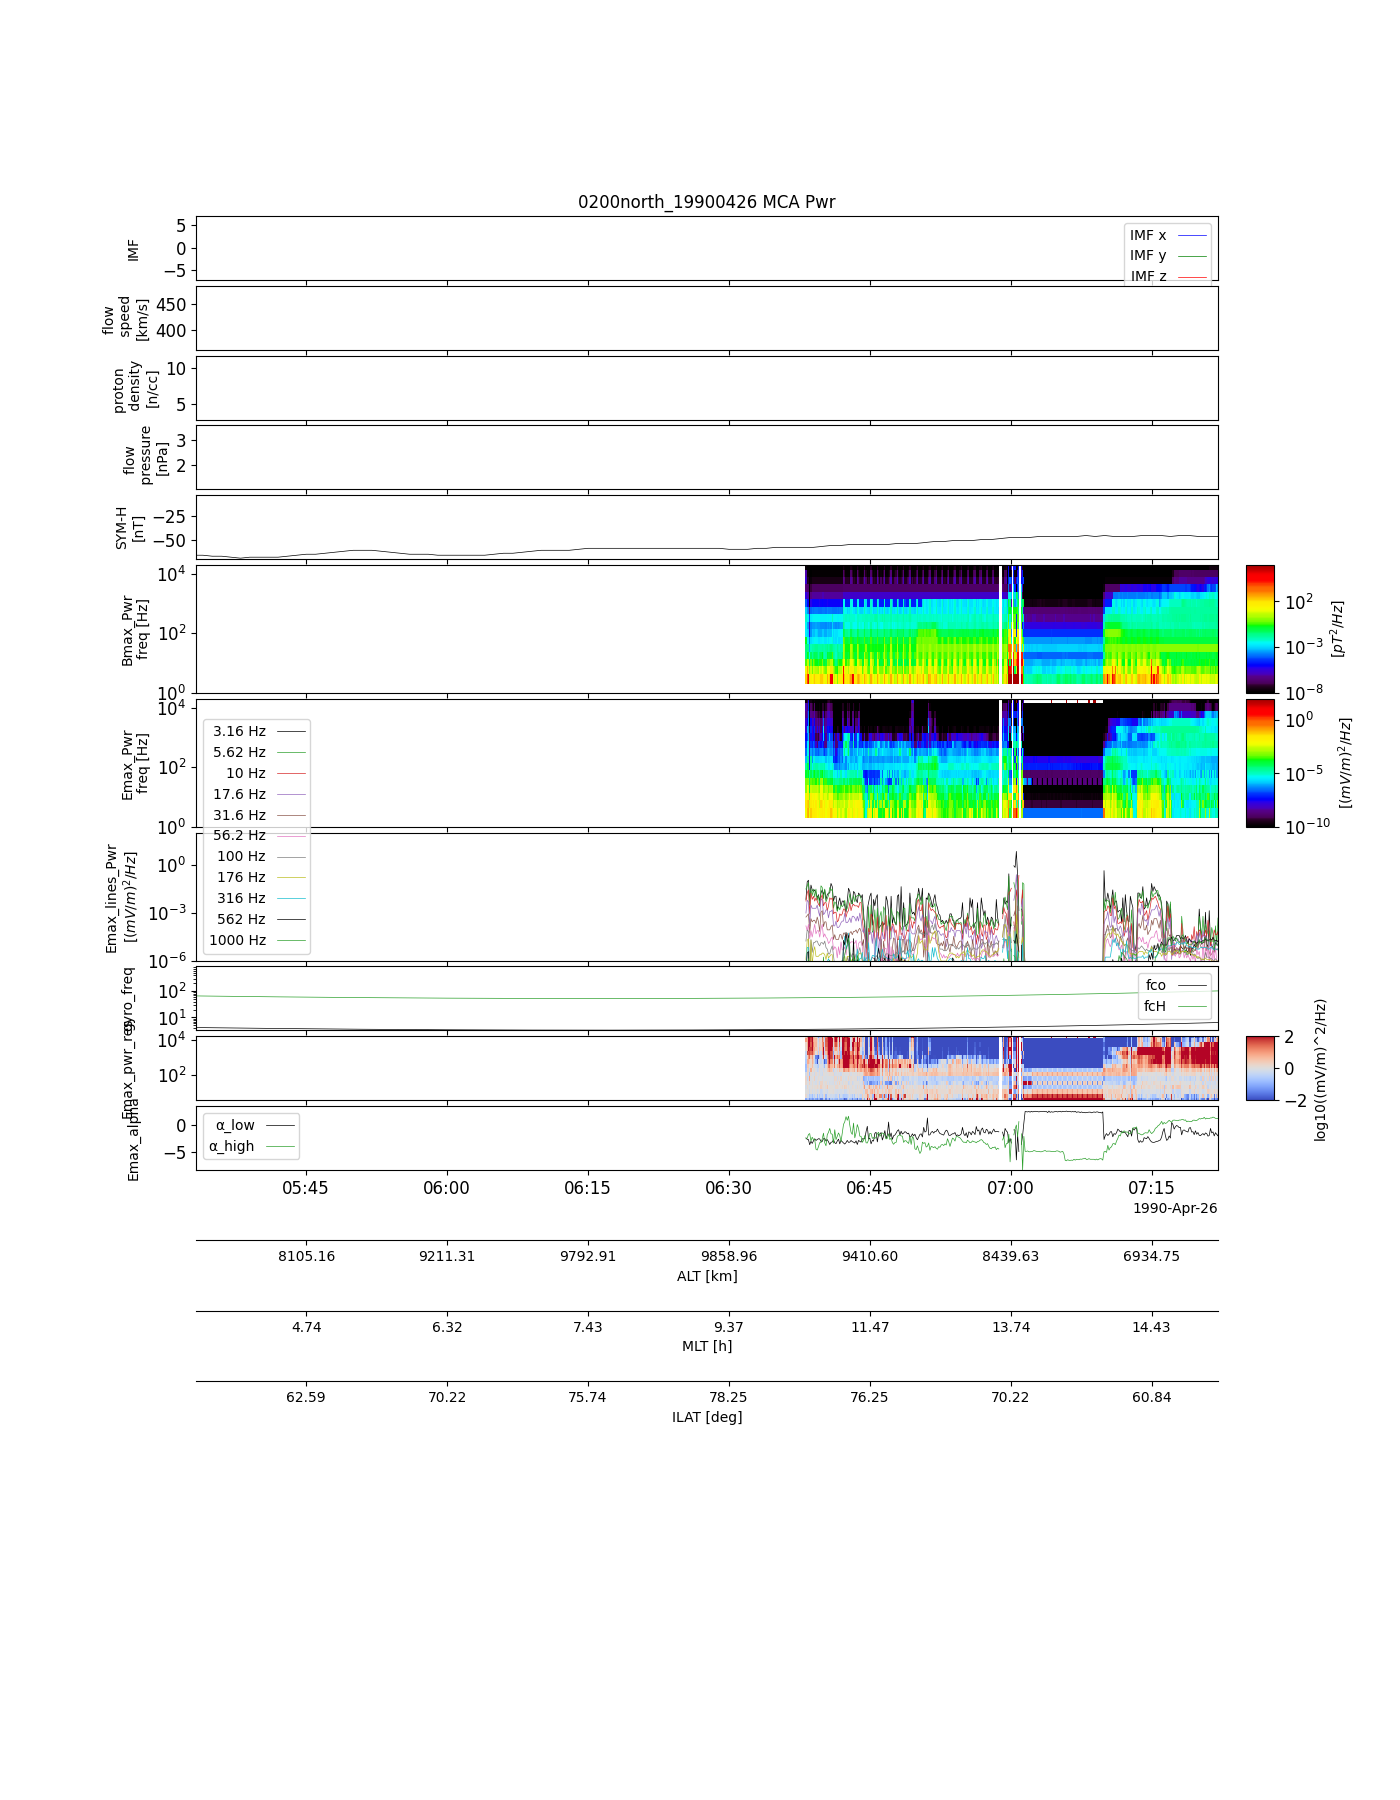 0200north_19900426 MCA Pwr
IMF
5
0
−5
IMF x
IMF y
IMF z
flow
speed
[km/s]
450
400
proton
density
[n/cc]
10
5
flow
pressure
[nPa]
3
2
SYM-H
[nT]
−25
−50
Bmax_Pwr
freq [Hz]
10^4
10^2
10^0
10^2
10^−3
10^−8
[pT^2/Hz]
Emax_Pwr
freq [Hz]
10^4
10^2
10^0
10^0
10^−5
10^−10
[(mV/m)^2/Hz]
3.16 Hz
5.62 Hz
10 Hz
17.6 Hz
31.6 Hz
56.2 Hz
100 Hz
176 Hz
316 Hz
562 Hz
1000 Hz
Emax_lines_Pwr
[(mV/m)^2/Hz]
10^0
10^−3
10^−6
gyro_freq
10^2
10^1
fco
fcH
Emax_pwr_reg
10^4
10^2
2
0
−2
log10((mV/m)^2/Hz)
Emax_alpha
0
−5
α_low
α_high
05:45 06:00 06:15 06:30 06:45 07:00 07:15
1990-Apr-26
8105.16 9211.31 9792.91 9858.96 9410.60 8439.63 6934.75
ALT [km]
4.74 6.32 7.43 9.37 11.47 13.74 14.43
MLT [h]
62.59 70.22 75.74 78.25 76.25 70.22 60.84
ILAT [deg]